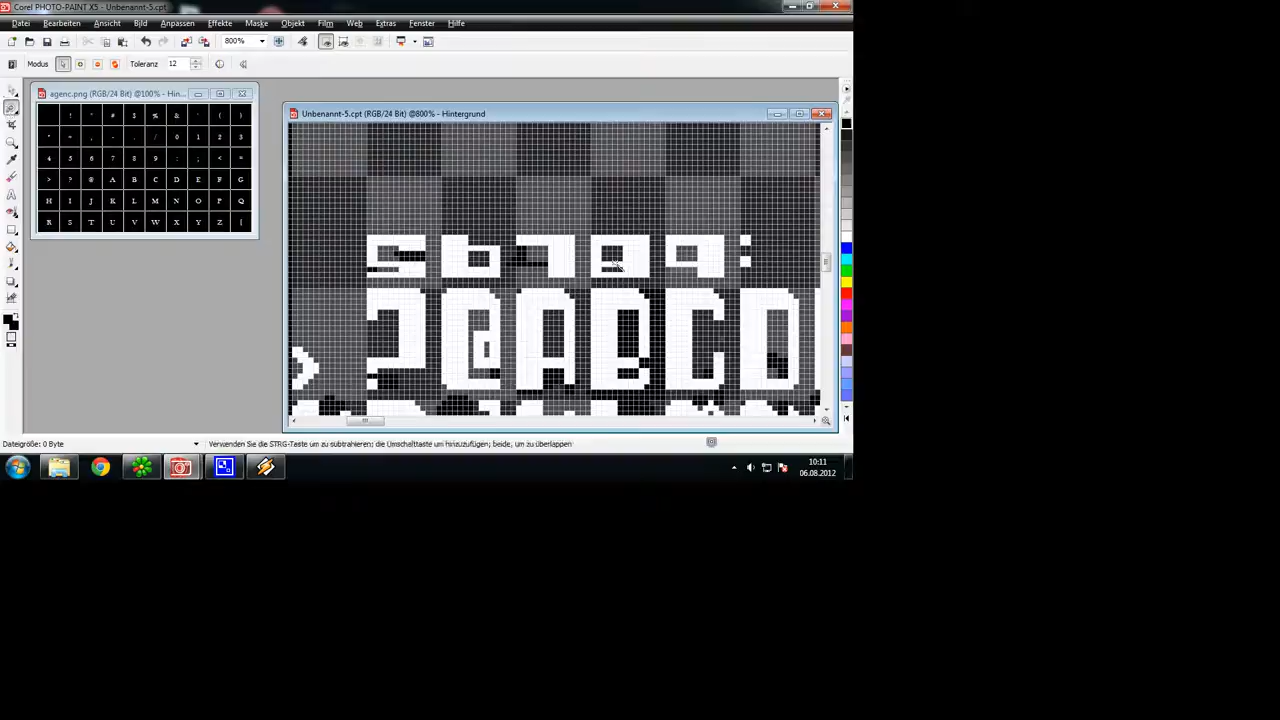 Corel PHOTO-PAINT X5 - Unbenannt-5.cpt
Datei Bearbeiten Ansicht Bild Anpassen Effekte Maske Objekt Film Web Extras Fenster Hilfe
800%
Modus Toleranz 12
agenc.png (RGB/24 Bit) @100% - Hin...
! " # $ % & ' ( )
* + , - . / 0 1 2 3
4 5 6 7 8 9 : ; < =
> ? @ A B C D E F G
H I J K L M N O P Q
R S T U V W X Y Z [
Unbenannt-5.cpt (RGB/24 Bit) @800% - Hintergrund
Dateigröße: 0 Byte
Verwenden Sie die STRG-Taste um zu subtrahieren; die Umschalttaste um hinzuzufügen; beide, um zu überlappen
10:11
06.08.2012